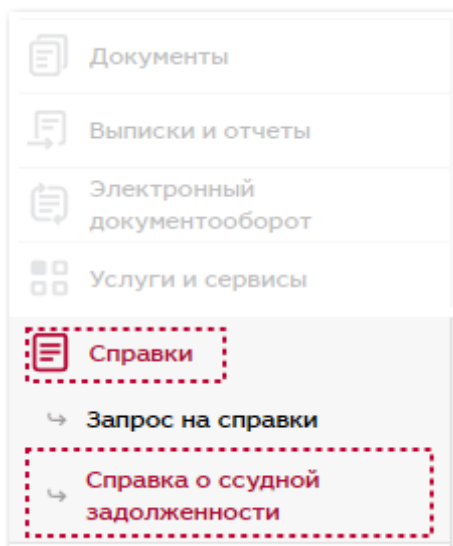 Документы
Выписки и отчеты
Электронный
документооборот
Услуги и сервисы
Справки
Запрос на справки
Справка о ссудной
задолженности